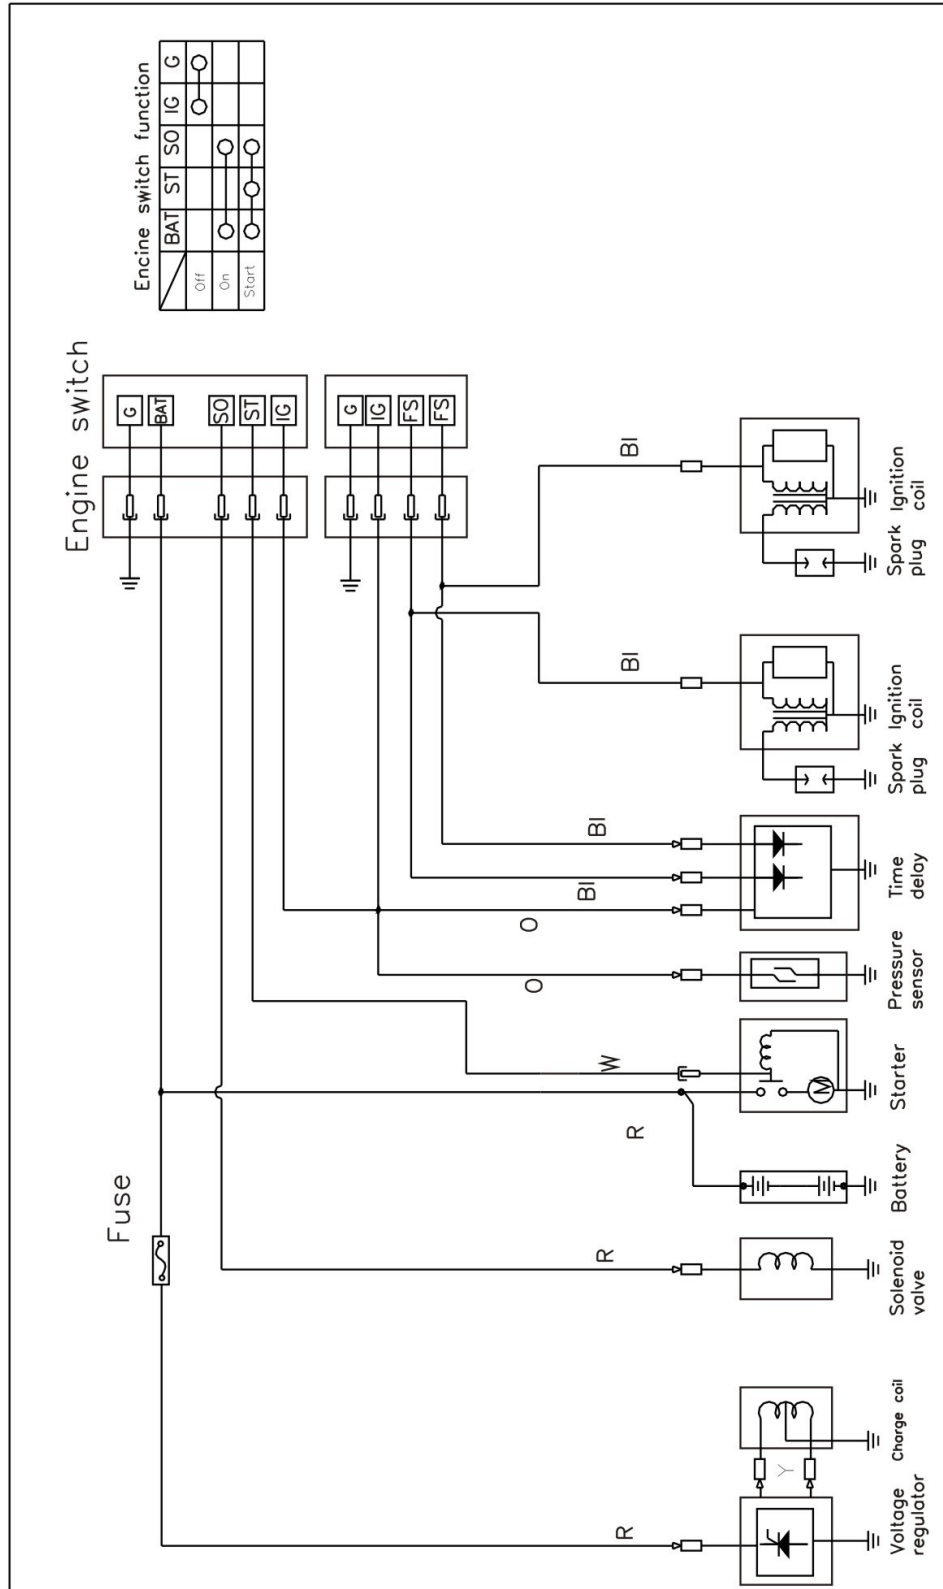 Encine switch function
BAT ST SO IG G
Off
On
Start
Engine switch
G BAT SO ST IG
G IG FS FS
Fuse
R
R
R
W
O
O
Bl
Bl
Bl
Bl
Y
Voltage
regulator
Charge coil
Solenoid
valve
Battery
M
Starter
Pressure
sensor
Time
delay
Spark
plug
Ignition
coil
Spark
plug
Ignition
coil